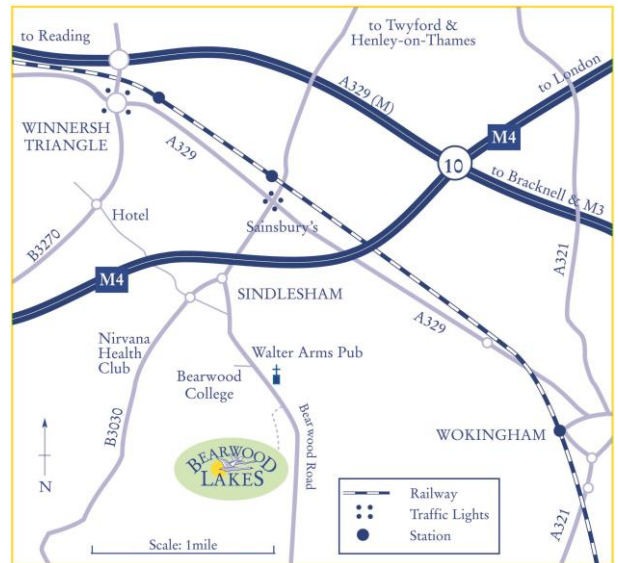 to Reading
to Twyford &
Henley-on-Thames
to London
A329 (M)
M4
10
to Bracknell & M3
WINNERSH
TRIANGLE
A329
Hotel
Sainsbury's
B3270
A321
M4
SINDLESHAM
A329
Nirvana
Health
Club
Walter Arms Pub
Bearwood
College
B3030
Bearwood Road
WOKINGHAM
BEARWOOD
LAKES
N
Railway
Traffic Lights
Station
A321
Scale: 1mile